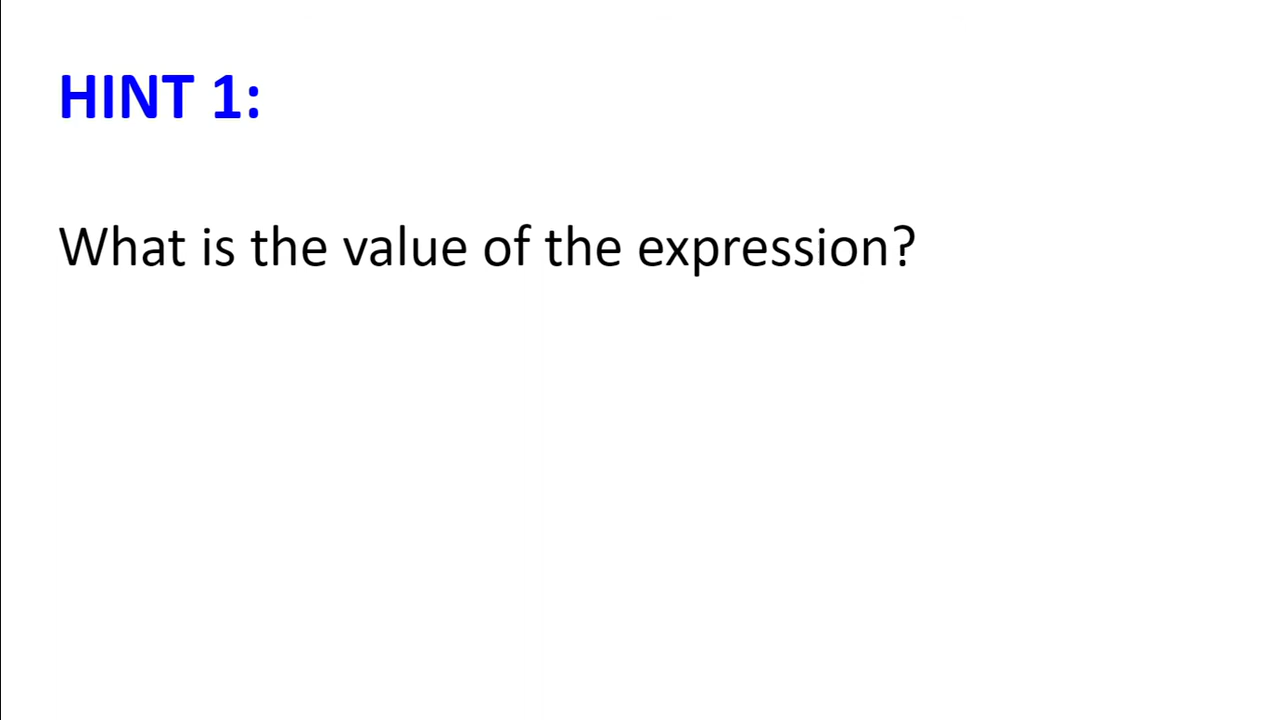 HINT 1:
What is the value of the expression?